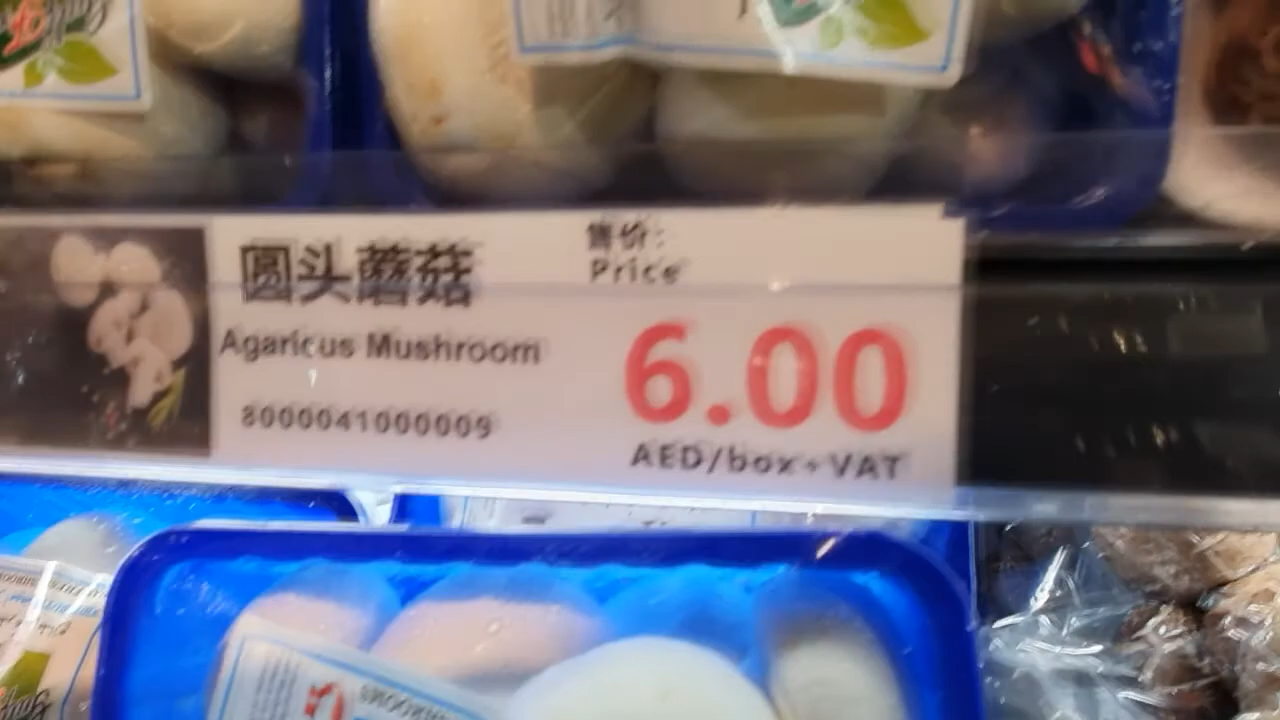 圆头蘑菇
Agaricus Mushroom
8000041000009
售价:
Price
6.00
AED/box+VAT